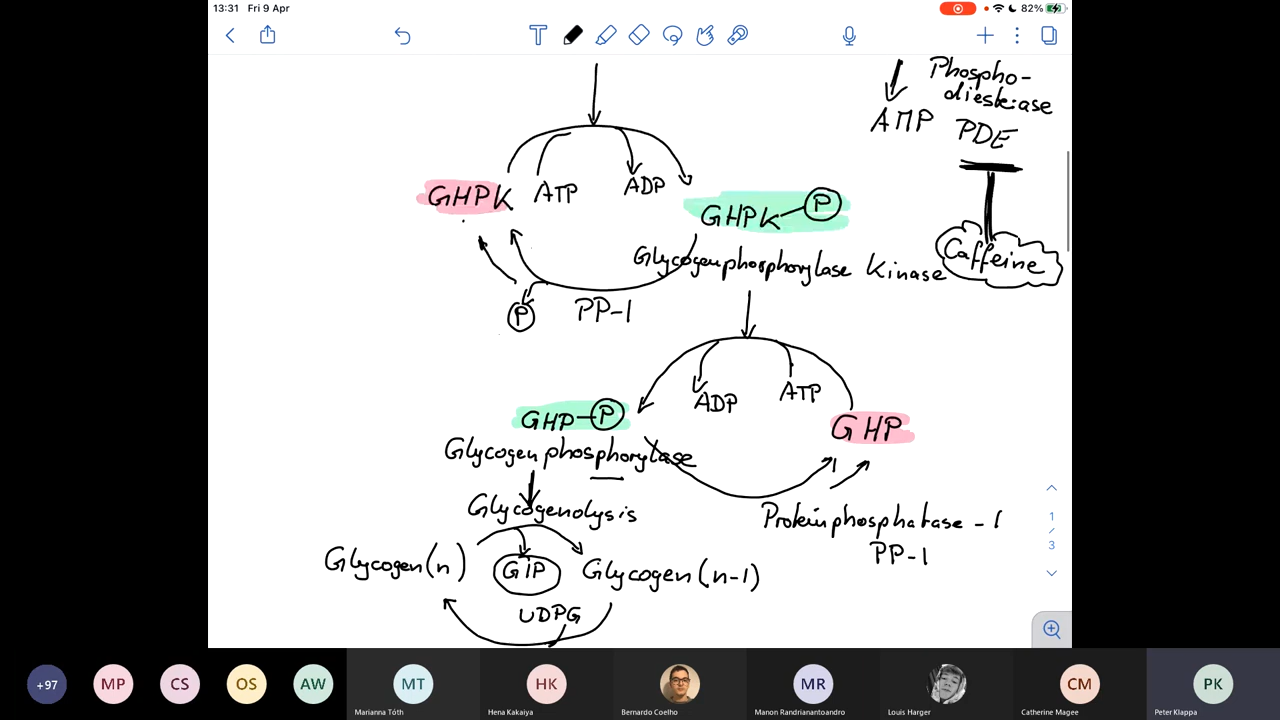 13:31 Fri 9 Apr
82%
Phospho-
diesterase
AMP PDE
GHPK ATP ADP
GHPK-P
Glycogenphosphorylase Kinase
Caffeine
P PP-1
ADP ATP
GHP-P GHP
Glycogen phosphorylase
Glycogenolysis
Proteinphosphatase-1
PP-1
Glycogen(n) G1P Glycogen(n-1)
UDPG
1
/
3
+97 MP CS OS AW MT HK MR CM PK
Marianna Tóth Hena Kakaiya Bernardo Coelho Manon Randrianantoandro Louis Harger Catherine Magee Peter Klappa